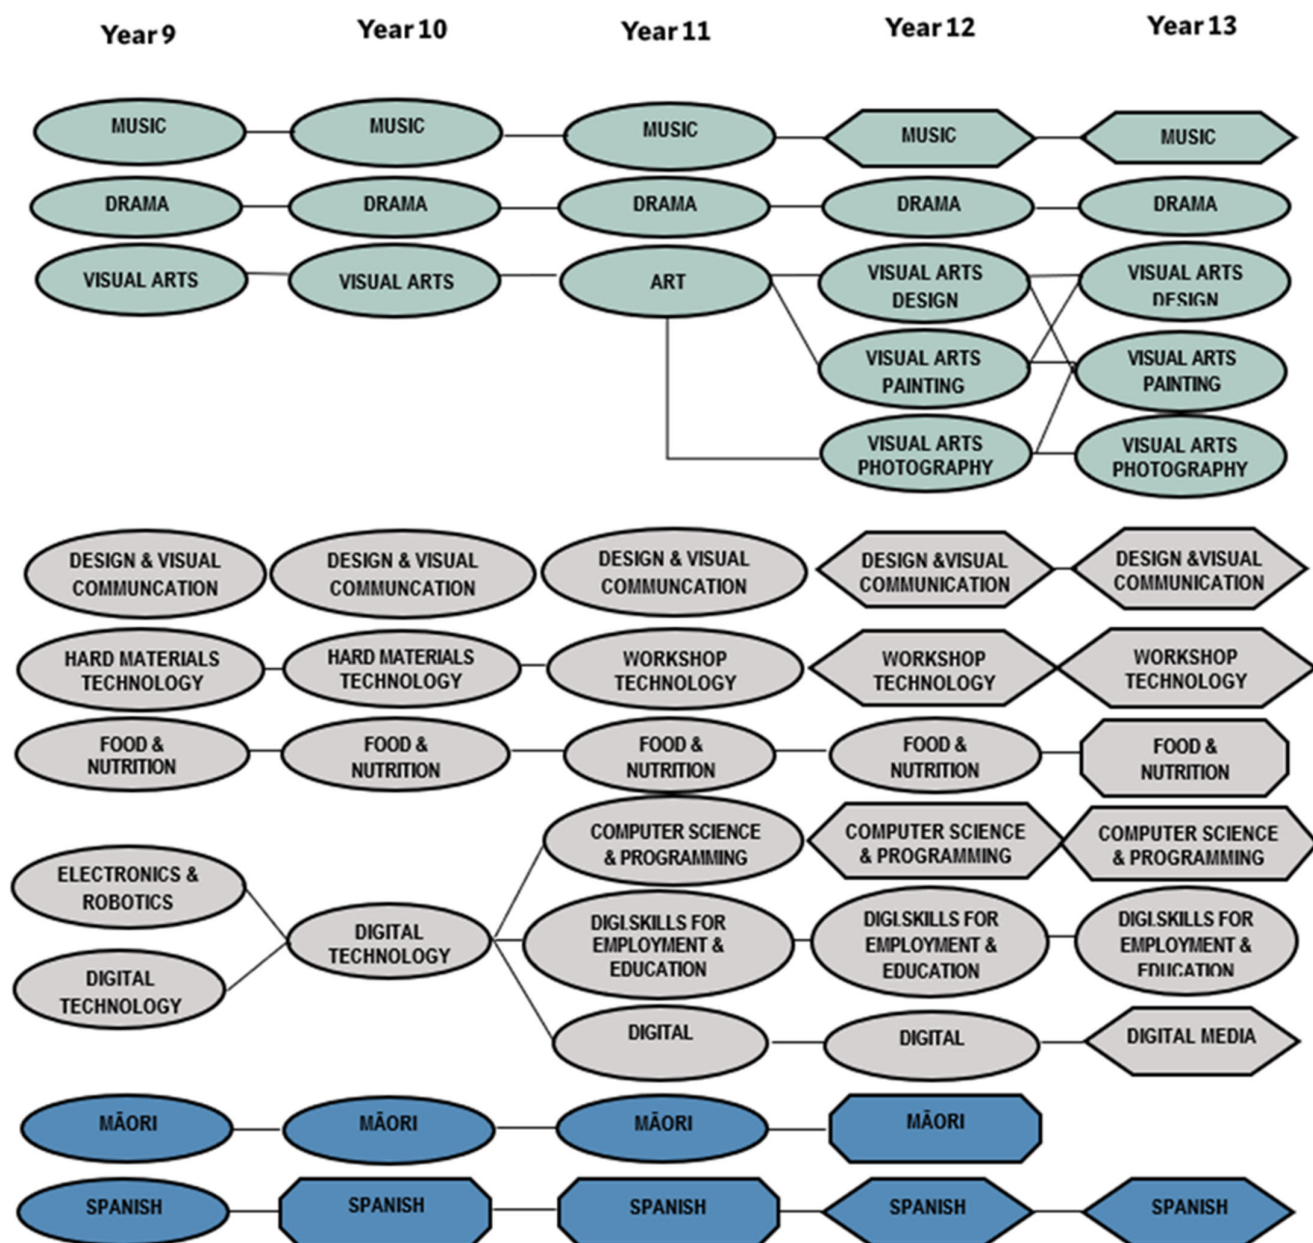 Year 9
Year 10
Year 11
Year 12
Year 13
MUSIC
MUSIC
MUSIC
MUSIC
MUSIC
DRAMA
DRAMA
DRAMA
DRAMA
DRAMA
VISUAL ARTS
VISUAL ARTS
ART
VISUAL ARTS
DESIGN
VISUAL ARTS
DESIGN
VISUAL ARTS
PAINTING
VISUAL ARTS
PAINTING
VISUAL ARTS
PHOTOGRAPHY
VISUAL ARTS
PHOTOGRAPHY
DESIGN & VISUAL
COMMUNCATION
DESIGN & VISUAL
COMMUNCATION
DESIGN & VISUAL
COMMUNCATION
DESIGN &VISUAL
COMMUNICATION
DESIGN &VISUAL
COMMUNICATION
HARD MATERIALS
TECHNOLOGY
HARD MATERIALS
TECHNOLOGY
WORKSHOP
TECHNOLOGY
WORKSHOP
TECHNOLOGY
WORKSHOP
TECHNOLOGY
FOOD &
NUTRITION
FOOD &
NUTRITION
FOOD &
NUTRITION
FOOD &
NUTRITION
FOOD &
NUTRITION
COMPUTER SCIENCE
& PROGRAMMING
COMPUTER SCIENCE
& PROGRAMMING
COMPUTER SCIENCE
& PROGRAMMING
ELECTRONICS &
ROBOTICS
DIGITAL
TECHNOLOGY
DIGITAL
TECHNOLOGY
DIGI.SKILLS FOR
EMPLOYMENT &
EDUCATION
DIGI.SKILLS FOR
EMPLOYMENT &
EDUCATION
DIGI.SKILLS FOR
EMPLOYMENT &
EDUCATION
DIGITAL
DIGITAL
DIGITAL MEDIA
MĀORI
MĀORI
MĀORI
MĀORI
SPANISH
SPANISH
SPANISH
SPANISH
SPANISH